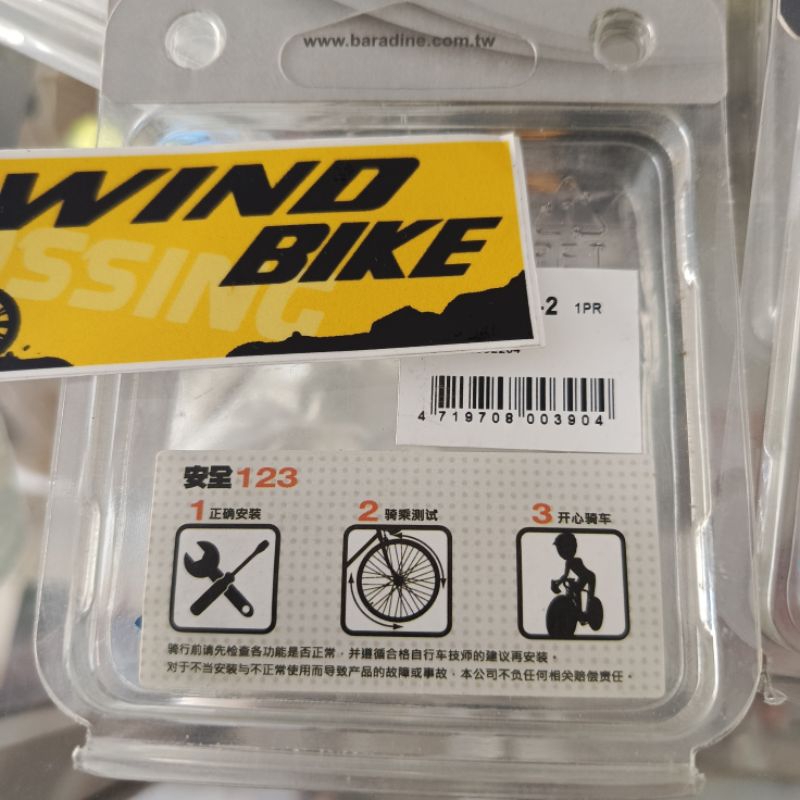 www.baradine.com.tw
WIND
BIKE
-2 1PR
4 719708 003904
安全123
1 正确安装
2 骑乘测试
3 开心骑车
骑行前请先检查各功能是否正常，并遵循合格自行车技师的建议再安装。
对于不当安装与不正常使用而导致产品的故障或事故，本公司不负任何相关赔偿责任。